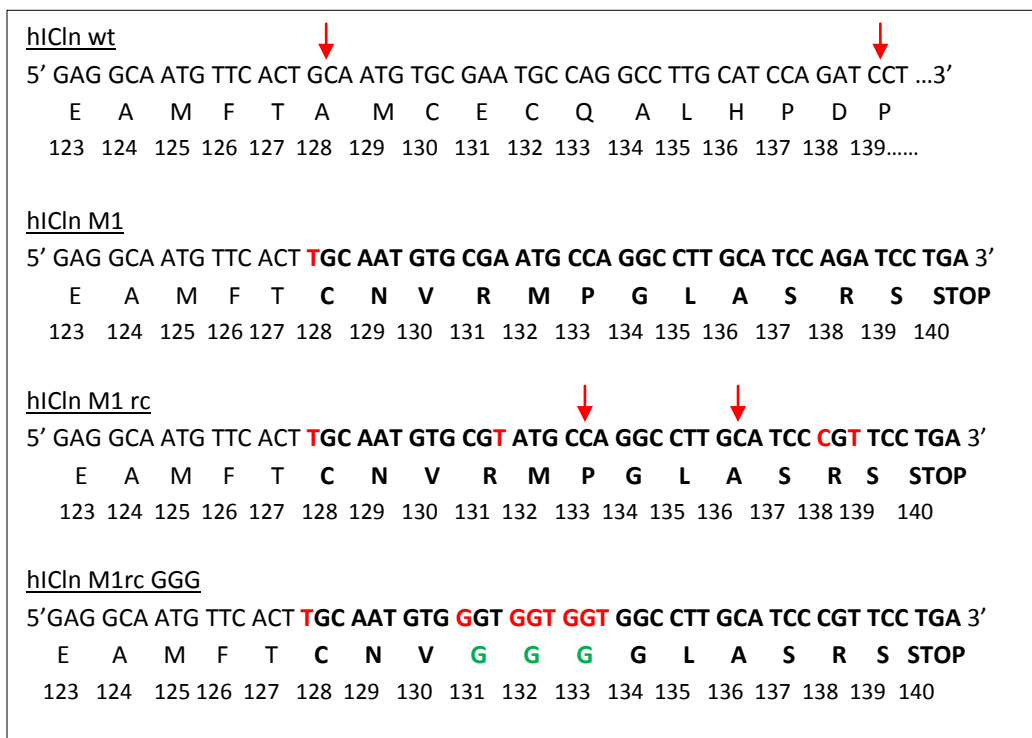 hICln wt
5’ GAG GCA ATG TTC ACT GCA ATG TGC GAA TGC CAG GCC TTG CAT CCA GAT CCT ...3’
E A M F T A M C E C Q A L H P D P
123 124 125 126 127 128 129 130 131 132 133 134 135 136 137 138 139......
hICln M1
5’ GAG GCA ATG TTC ACT TGC AAT GTG CGA ATG CCA GGC CTT GCA TCC AGA TCC TGA 3’
E A M F T C N V R M P G L A S R S STOP
123 124 125 126 127 128 129 130 131 132 133 134 135 136 137 138 139 140
hICln M1 rc
5’ GAG GCA ATG TTC ACT TGC AAT GTG CGT ATG CCA GGC CTT GCA TCC CGT TCC TGA 3’
E A M F T C N V R M P G L A S R S STOP
123 124 125 126 127 128 129 130 131 132 133 134 135 136 137 138 139 140
hICln M1rc GGG
5’GAG GCA ATG TTC ACT TGC AAT GTG GGT GGT GGT GGC CTT GCA TCC CGT TCC TGA 3’
E A M F T C N V G G G G L A S R S STOP
123 124 125 126 127 128 129 130 131 132 133 134 135 136 137 138 139 140